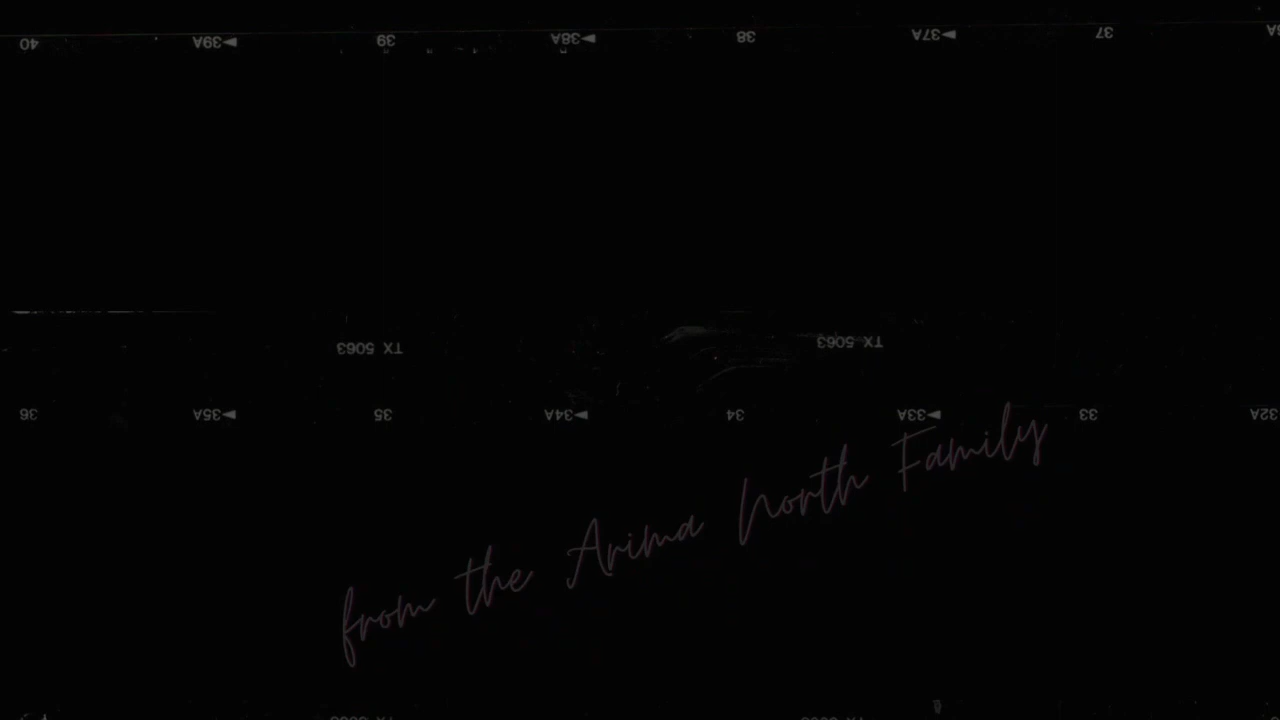 40 39A 39 38A 38 37A 37
TX 5063 TX 5063
36 35A 35 34A 34 33A 33 32A
from the Arima North Family